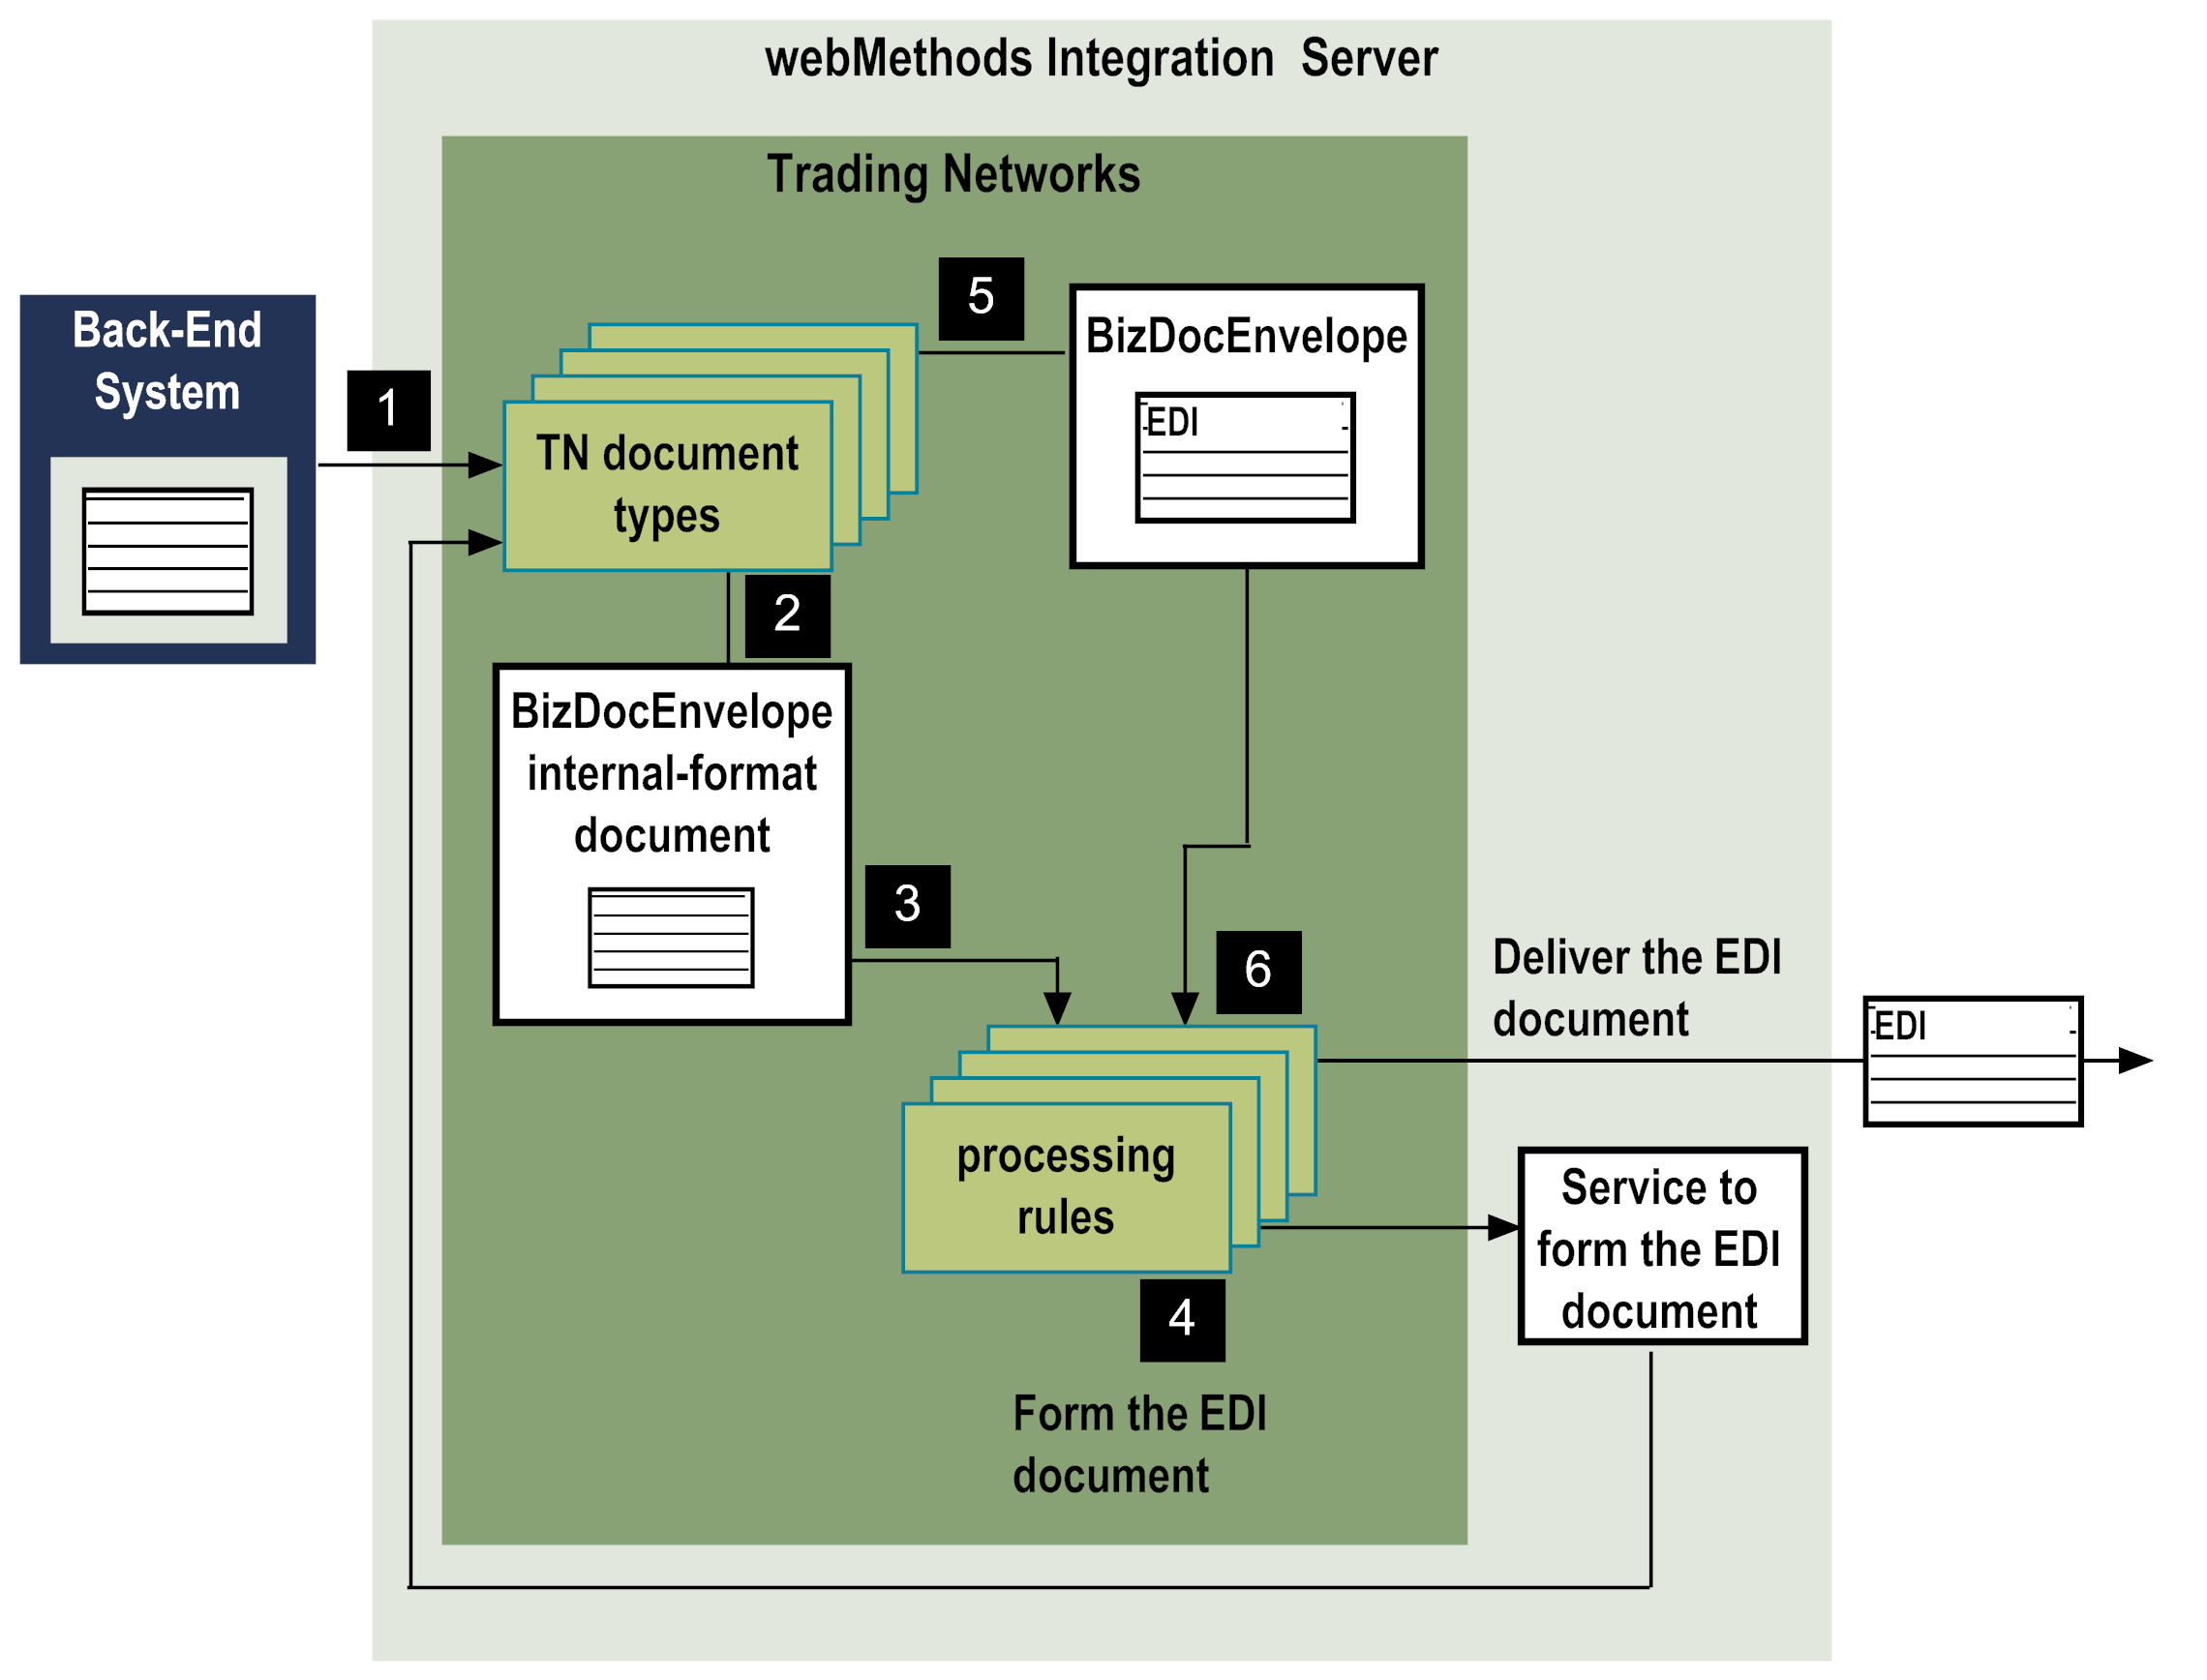 webMethods Integration Server
Trading Networks
Back-End
System
1
5
BizDocEnvelope
EDI
TN document
types
2
BizDocEnvelope
internal-format
document
3
6
Deliver the EDI
document
EDI
processing
rules
Service to
form the EDI
document
4
Form the EDI
document